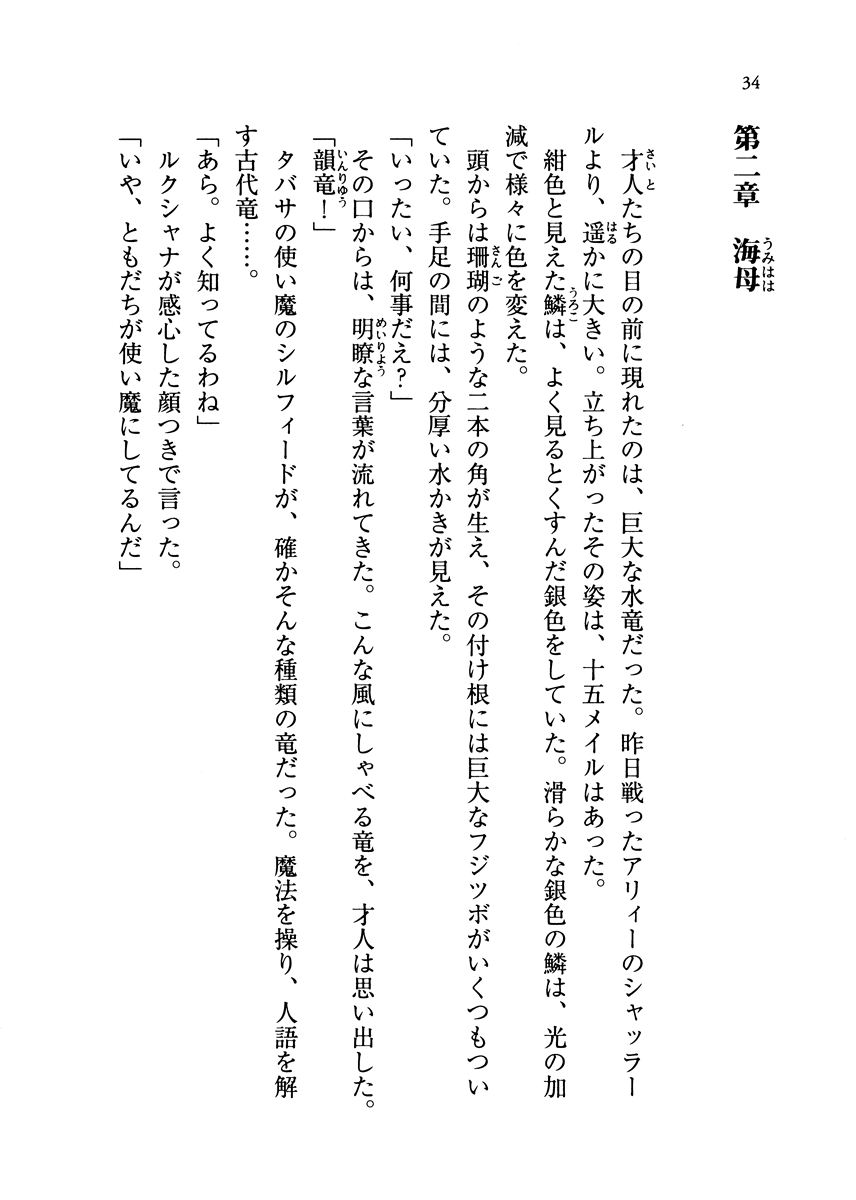 34
第二章　海母
才人たちの目の前に現れたのは、巨大な水竜だった。昨日戦ったアリィーのシャッラー
ルより、遥かに大きい。立ち上がったその姿は、十五メイルはあった。
紺色と見えた鱗は、よく見るとくすんだ銀色をしていた。滑らかな銀色の鱗は、光の加
減で様々に色を変えた。
頭からは珊瑚のような二本の角が生え、その付け根には巨大なフジツボがいくつもつい
ていた。手足の間には、分厚い水かきが見えた。
「いったい、何事だえ？」
その口からは、明瞭な言葉が流れてきた。こんな風にしゃべる竜を、才人は思い出した。
「韻竜！」
タバサの使い魔のシルフィードが、確かそんな種類の竜だった。魔法を操り、人語を解
す古代竜……。
「あら。よく知ってるわね」
ルクシャナが感心した顔つきで言った。
「いや、ともだちが使い魔にしてるんだ」